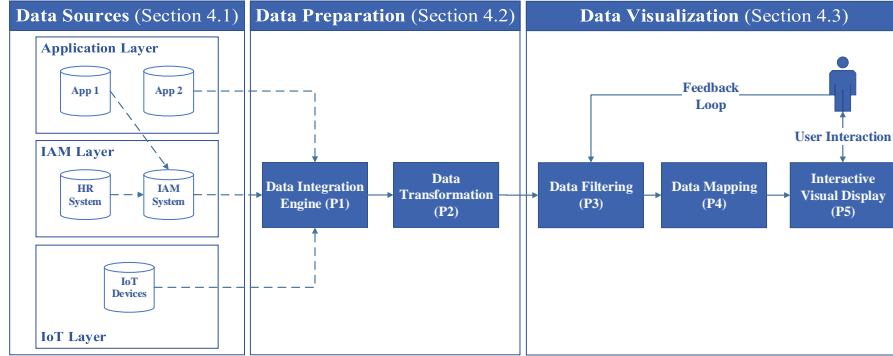 Data Sources (Section 4.1)
Data Preparation (Section 4.2)
Data Visualization (Section 4.3)
Application Layer
App 1
App 2
IAM Layer
HR
System
IAM
System
IoT
Devices
IoT Layer
Data Integration
Engine (P1)
Data
Transformation
(P2)
Feedback
Loop
User Interaction
Data Filtering
(P3)
Data Mapping
(P4)
Interactive
Visual Display
(P5)